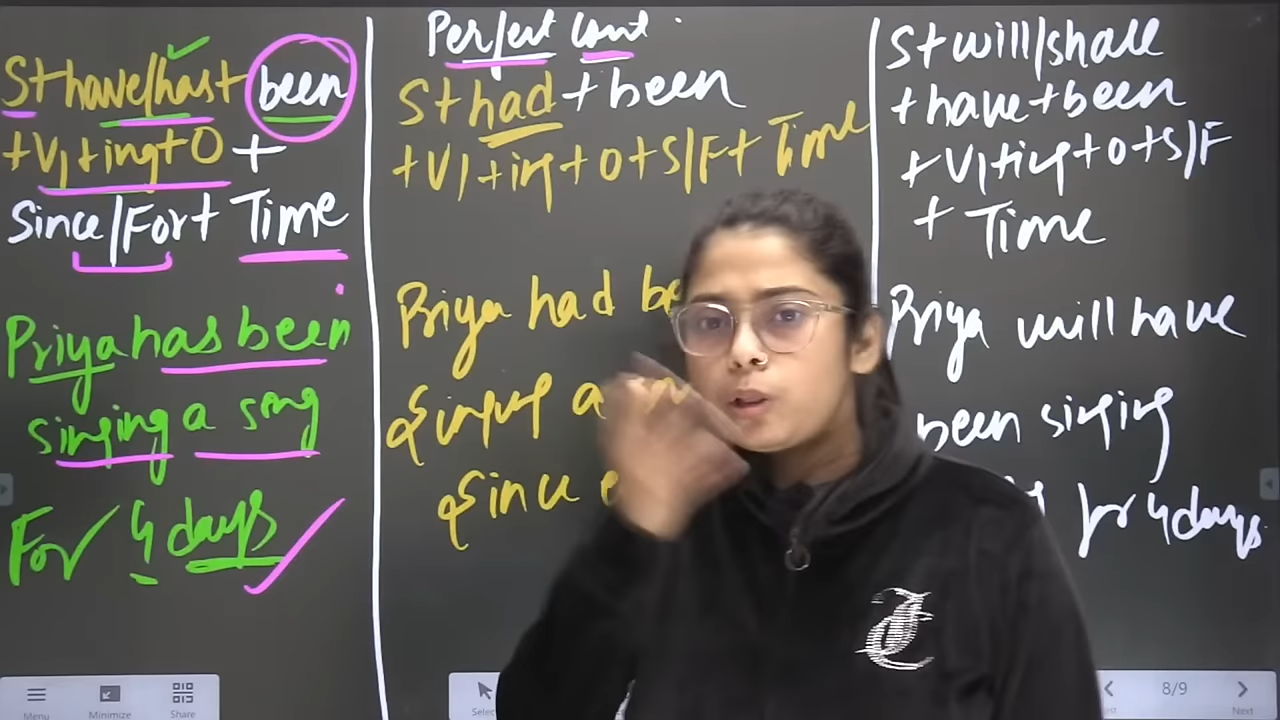 S+have/has+ been
+V1+ing+O +
Since/For+ Time
Priya has been
singing a song
For 4 days
Perfect Cont.
S+had+been
+V1+ing+O+S/F+ Time
Priya had be
Singing a
Since
S+will/shall
+have+been
+V1+ing+O+S/F
+ Time
Priya will have
been singing
for 4 days
Menu
Minimize
Share
Selec
8/9
Next